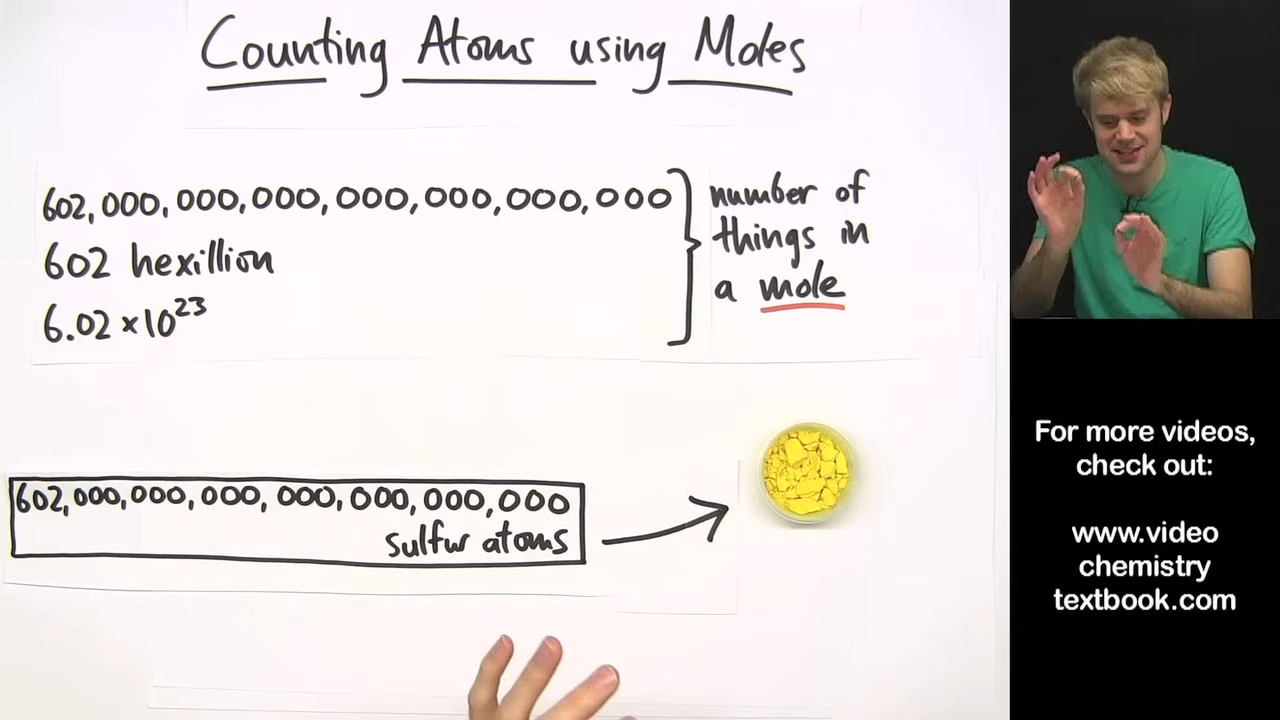 Counting Atoms using Moles
602,000,000,000,000,000,000,000
602 hexillion
6.02 × 10²³
number of
things in
a mole
602,000,000,000,000,000,000,000
sulfur atoms
For more videos,
check out:
www.video
chemistry
textbook.com